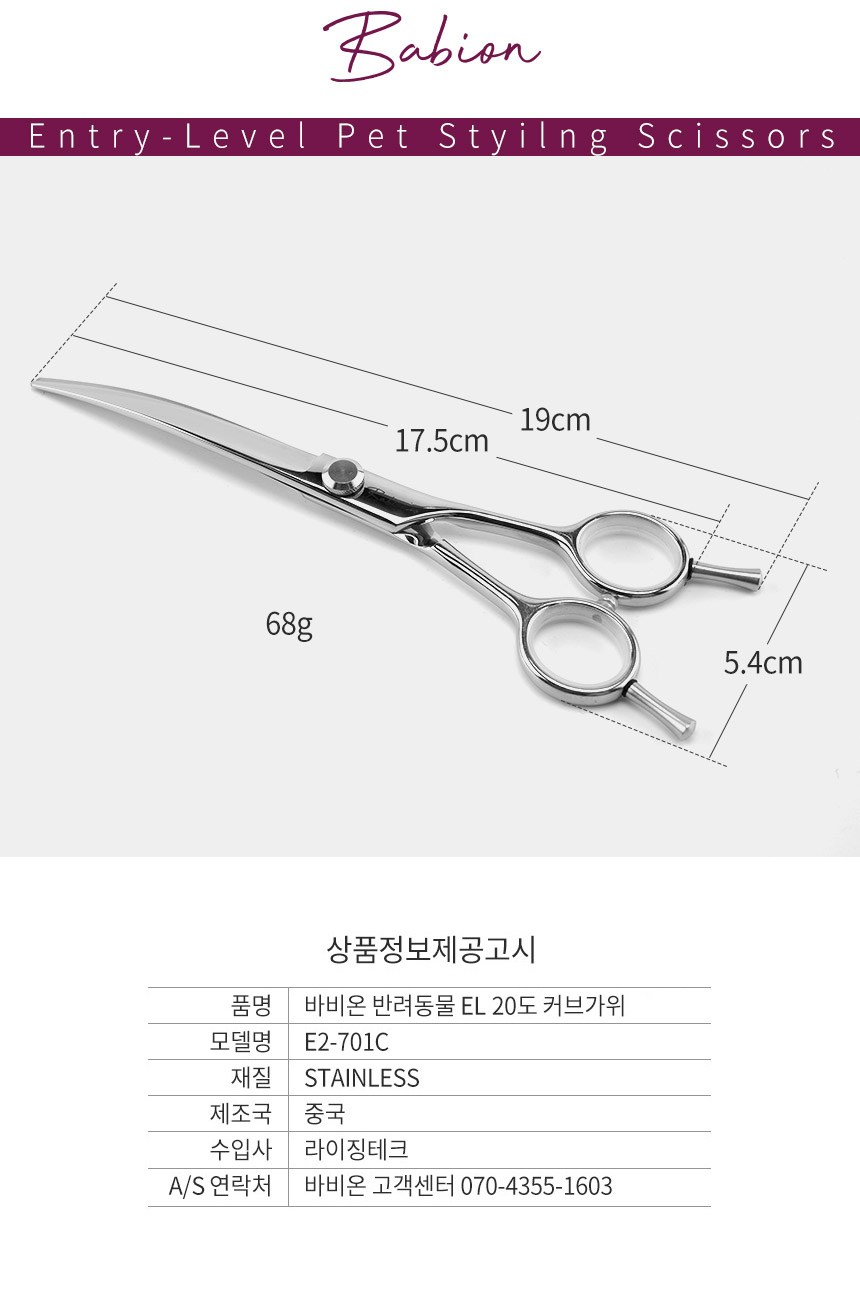 Babion
Entry-Level Pet Styilng Scissors
19cm
17.5cm
68g
5.4cm
상품정보제공고시
품명 바비온 반려동물 EL 20도 커브가위
모델명 E2-701C
재질 STAINLESS
제조국 중국
수입사 라이징테크
A/S 연락처 바비온 고객센터 070-4355-1603